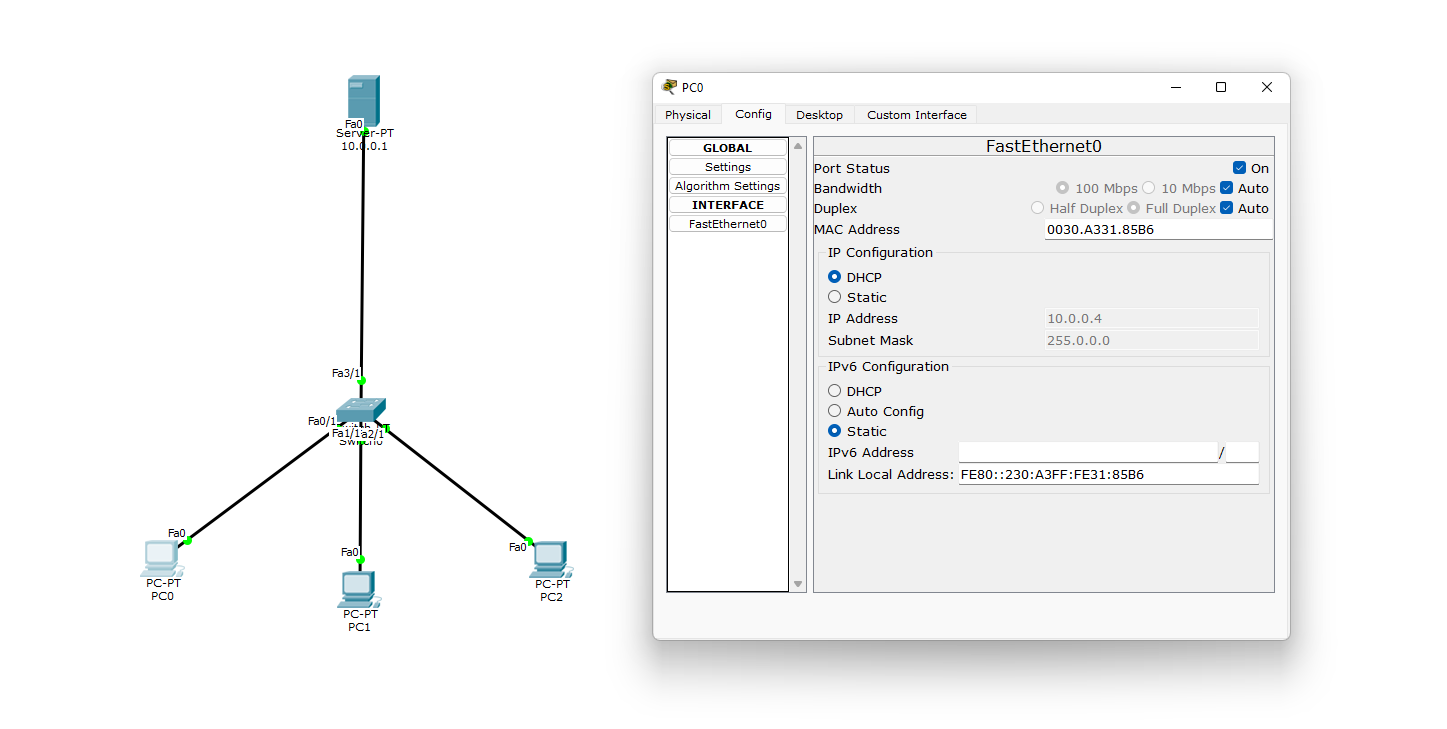 Fa0
Server-PT
10.0.0.1
Fa3/1
Fa0/1
Fa1/1
a2/1
Fa0
PC-PT
PC0
Fa0
PC-PT
PC1
Fa0
PC-PT
PC2
PC0
Physical Config Desktop Custom Interface
GLOBAL
Settings
Algorithm Settings
INTERFACE
FastEthernet0
FastEthernet0
Port Status On
Bandwidth 100 Mbps 10 Mbps Auto
Duplex Half Duplex Full Duplex Auto
MAC Address 0030.A331.85B6
IP Configuration
DHCP
Static
IP Address 10.0.0.4
Subnet Mask 255.0.0.0
IPv6 Configuration
DHCP
Auto Config
Static
IPv6 Address /
Link Local Address: FE80::230:A3FF:FE31:85B6